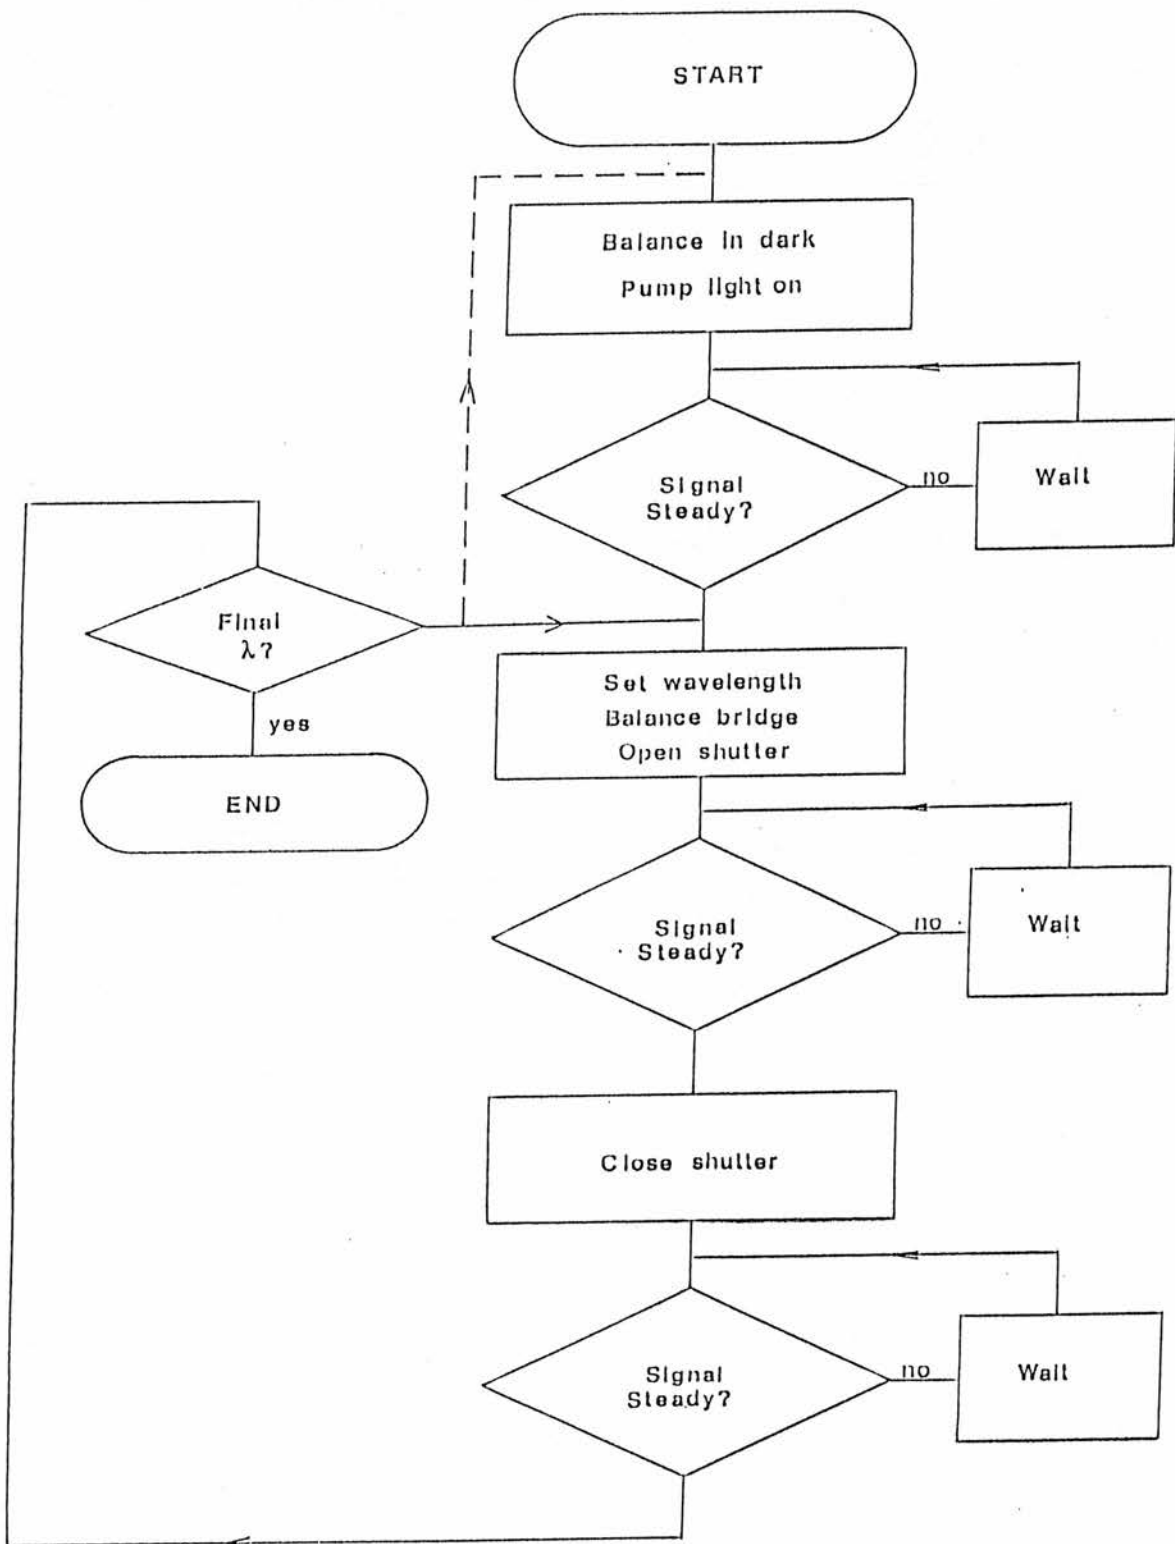 START
Balance in dark
Pump light on
Signal
Steady?
no
Wait
Final
λ?
yes
END
Set wavelength
Balance bridge
Open shutter
Signal
Steady?
no
Wait
Close shutter
Signal
Steady?
no
Wait